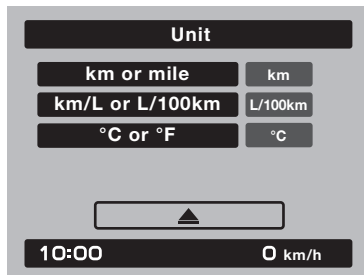 Unit
km or mile km
km/L or L/100km L/100km
°C or °F °C
10:00 0 km/h